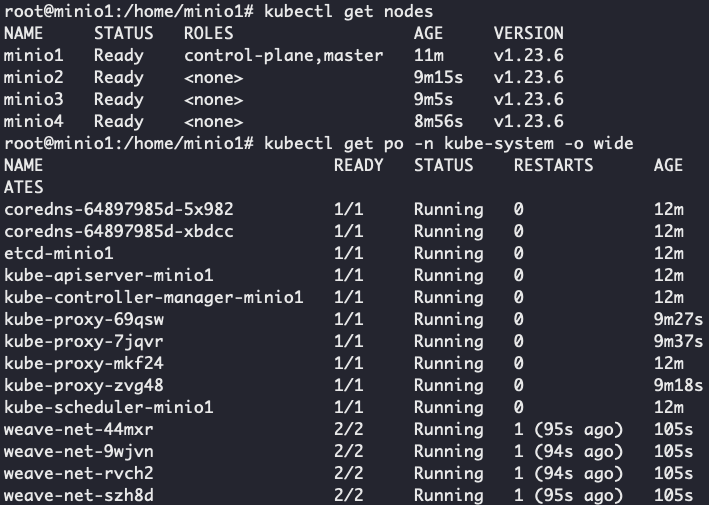 root@minio1:/home/minio1# kubectl get nodes
NAME     STATUS   ROLES                  AGE     VERSION
minio1   Ready    control-plane,master   11m     v1.23.6
minio2   Ready    <none>                 9m15s   v1.23.6
minio3   Ready    <none>                 9m5s    v1.23.6
minio4   Ready    <none>                 8m56s   v1.23.6
root@minio1:/home/minio1# kubectl get po -n kube-system -o wide
NAME                             READY   STATUS    RESTARTS      AGE
ATES
coredns-64897985d-5x982          1/1     Running   0             12m
coredns-64897985d-xbdcc          1/1     Running   0             12m
etcd-minio1                      1/1     Running   0             12m
kube-apiserver-minio1            1/1     Running   0             12m
kube-controller-manager-minio1   1/1     Running   0             12m
kube-proxy-69qsw                 1/1     Running   0             9m27s
kube-proxy-7jqvr                 1/1     Running   0             9m37s
kube-proxy-mkf24                 1/1     Running   0             12m
kube-proxy-zvg48                 1/1     Running   0             9m18s
kube-scheduler-minio1            1/1     Running   0             12m
weave-net-44mxr                  2/2     Running   1 (95s ago)   105s
weave-net-9wjvn                  2/2     Running   1 (94s ago)   105s
weave-net-rvch2                  2/2     Running   1 (94s ago)   105s
weave-net-szh8d                  2/2     Running   1 (95s ago)   105s